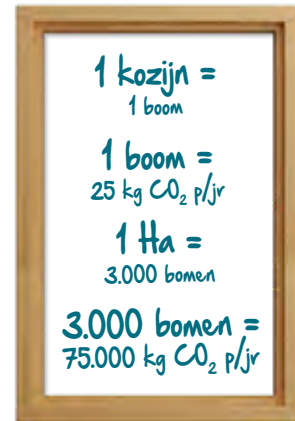 1 kozijn =
1 boom
1 boom =
25 kg CO₂ p/jr
1 Ha =
3.000 bomen
3.000 bomen =
75.000 kg CO₂ p/jr